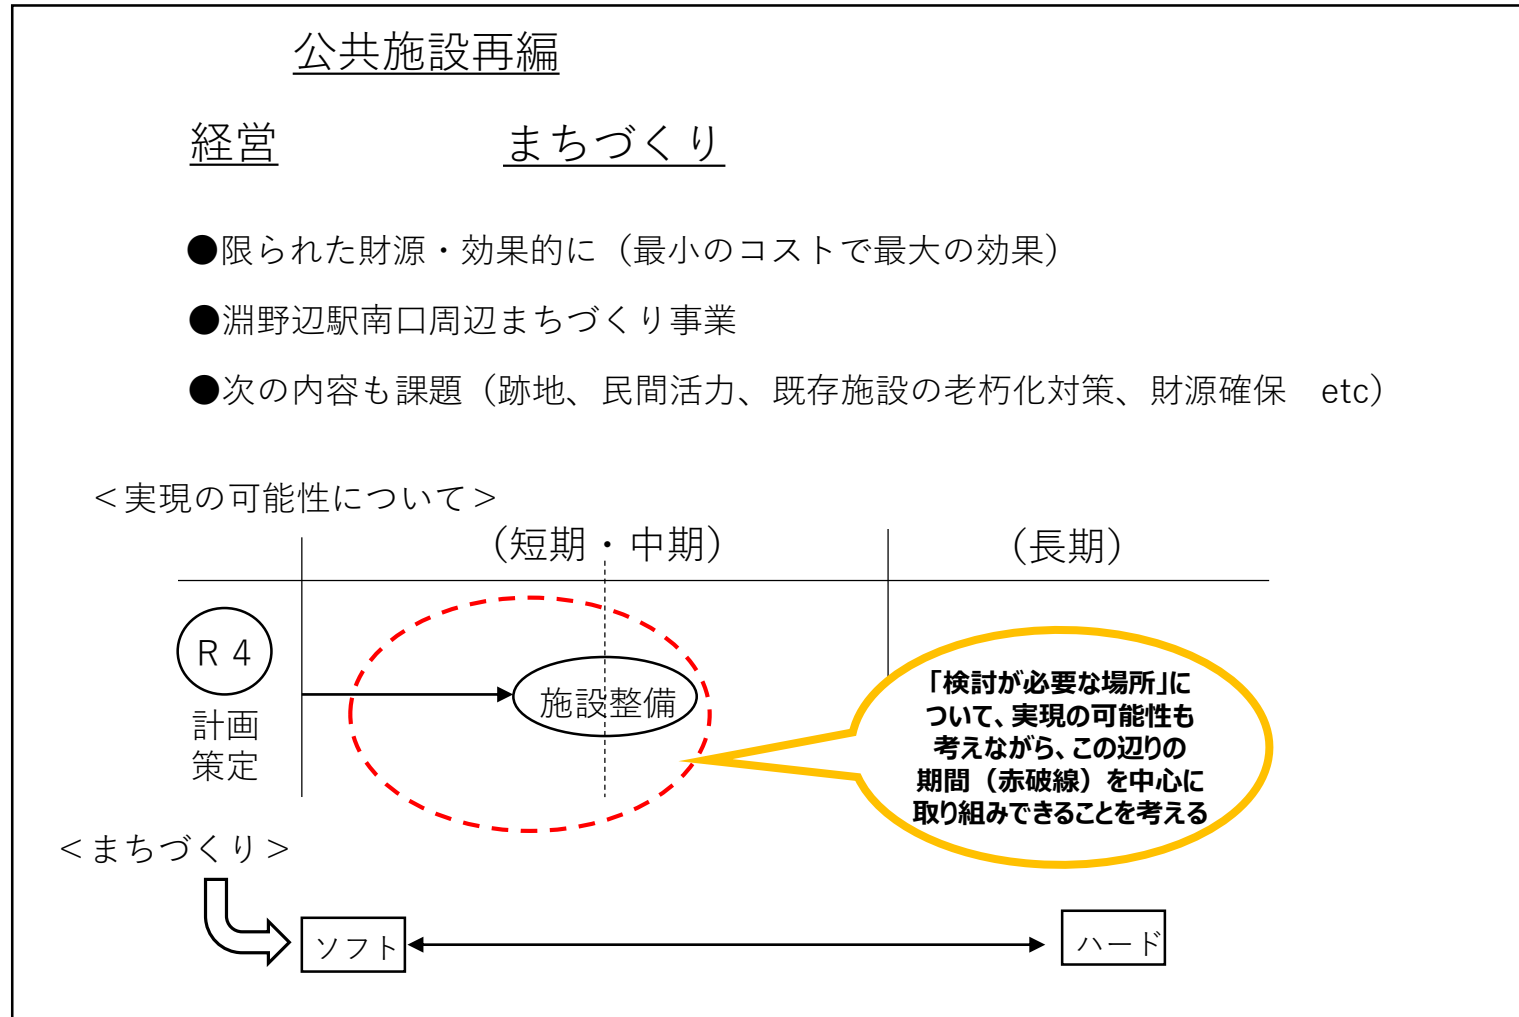 公共施設再編
経営　まちづくり
●限られた財源・効果的に（最小のコストで最大の効果）
●淵野辺駅南口周辺まちづくり事業
●次の内容も課題（跡地、民間活力、既存施設の老朽化対策、財源確保　etc）
＜実現の可能性について＞
（短期・中期）　（長期）
Ｒ４
計画
策定
施設整備
「検討が必要な場所」に
ついて、実現の可能性も
考えながら、この辺りの
期間（赤破線）を中心に
取り組みできることを考える
＜まちづくり＞
ソフト　ハード